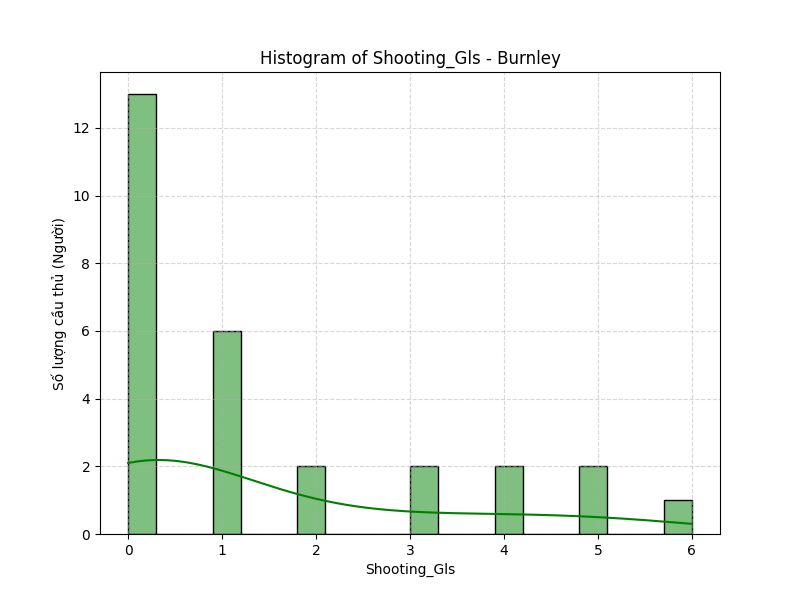 Histogram of Shooting_Gls - Burnley
Số lượng cầu thủ (Người)
12
10
8
6
4
2
0
0 1 2 3 4 5 6
Shooting_Gls